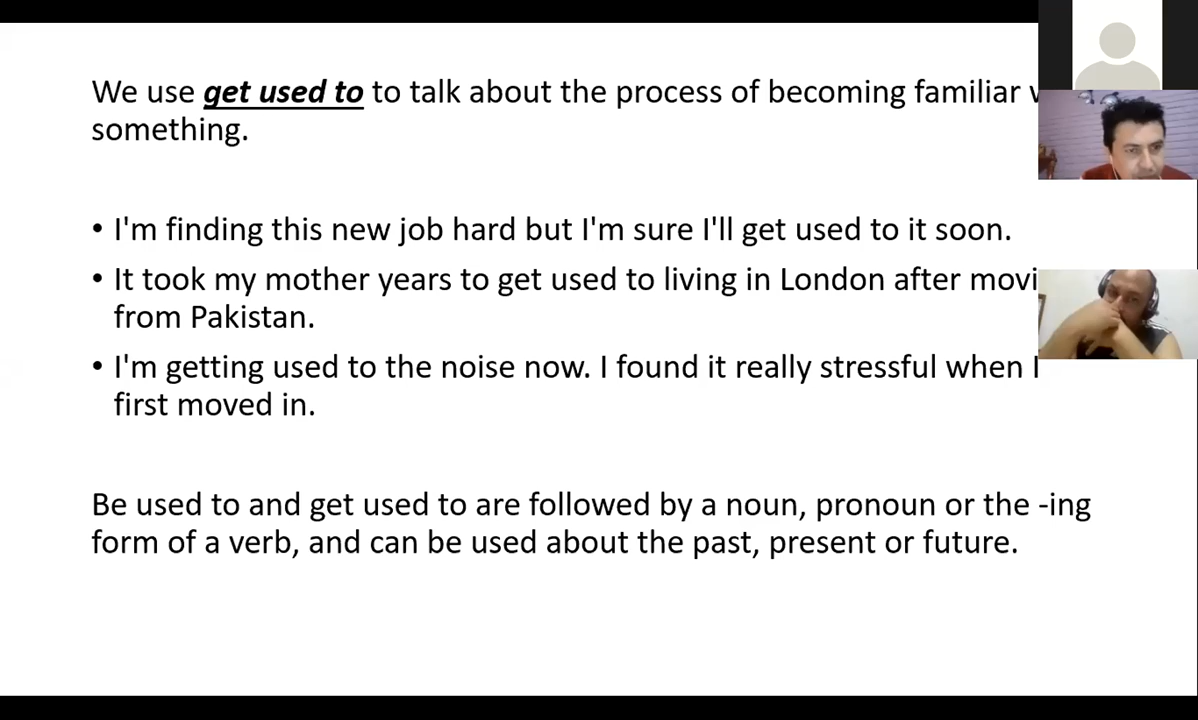 We use get used to to talk about the process of becoming familiar
something.
• I'm finding this new job hard but I'm sure I'll get used to it soon.
• It took my mother years to get used to living in London after movi
from Pakistan.
• I'm getting used to the noise now. I found it really stressful when I
first moved in.
Be used to and get used to are followed by a noun, pronoun or the -ing
form of a verb, and can be used about the past, present or future.